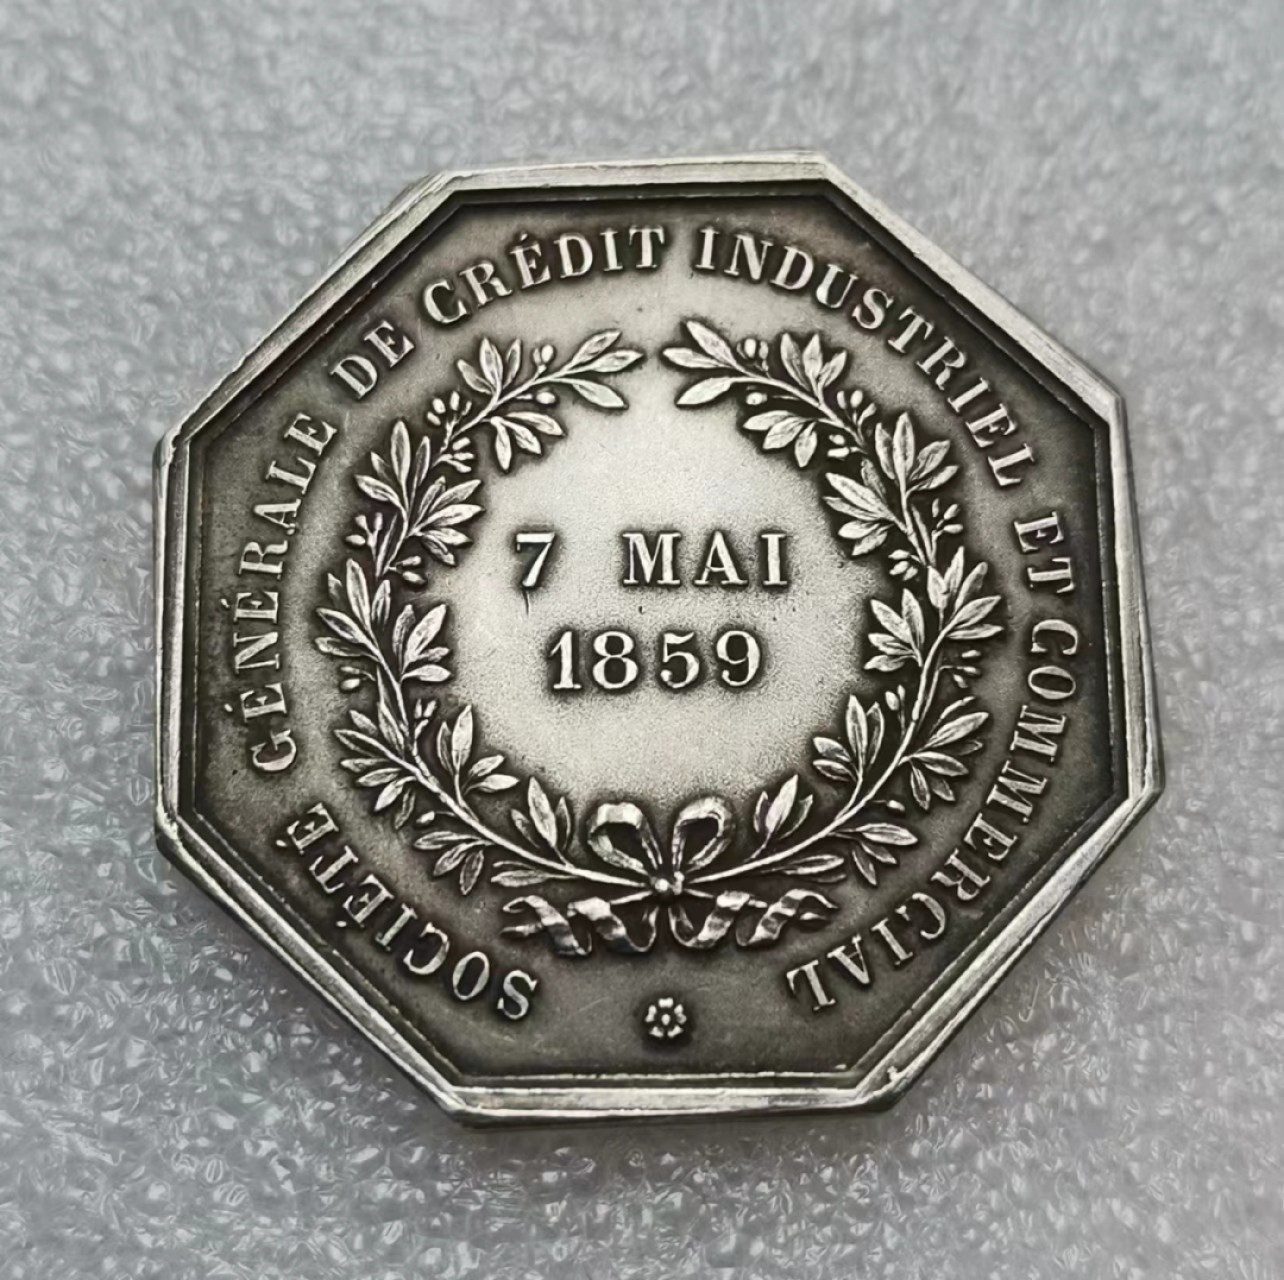 SOCIÉTÉ GÉNÉRALE DE CRÉDIT INDUSTRIEL ET COMMERCIAL
7 MAI
1859